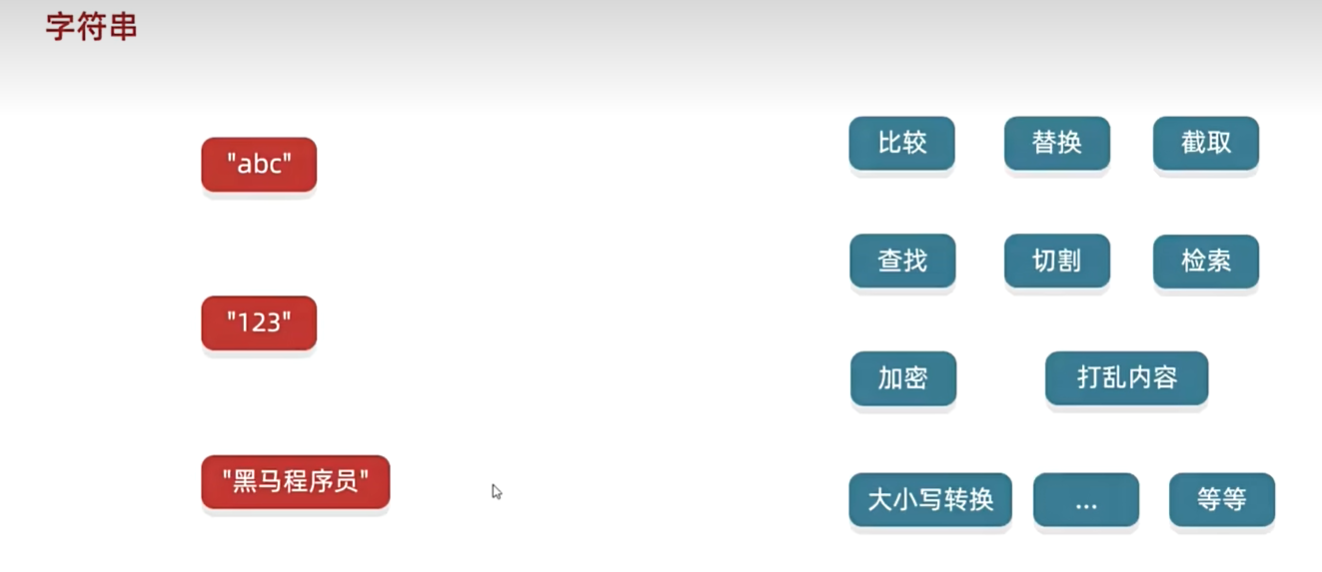 字符串
"abc"
"123"
"黑马程序员"
比较 替换 截取
查找 切割 检索
加密 打乱内容
大小写转换 ... 等等